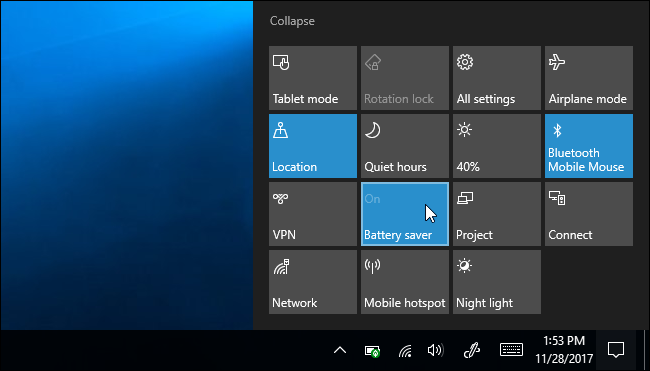 Collapse
Tablet mode
Rotation lock
All settings
Airplane mode
Location
Quiet hours
40%
Bluetooth
Mobile Mouse
VPN
On
Battery saver
Project
Connect
Network
Mobile hotspot
Night light
1:53 PM
11/28/2017